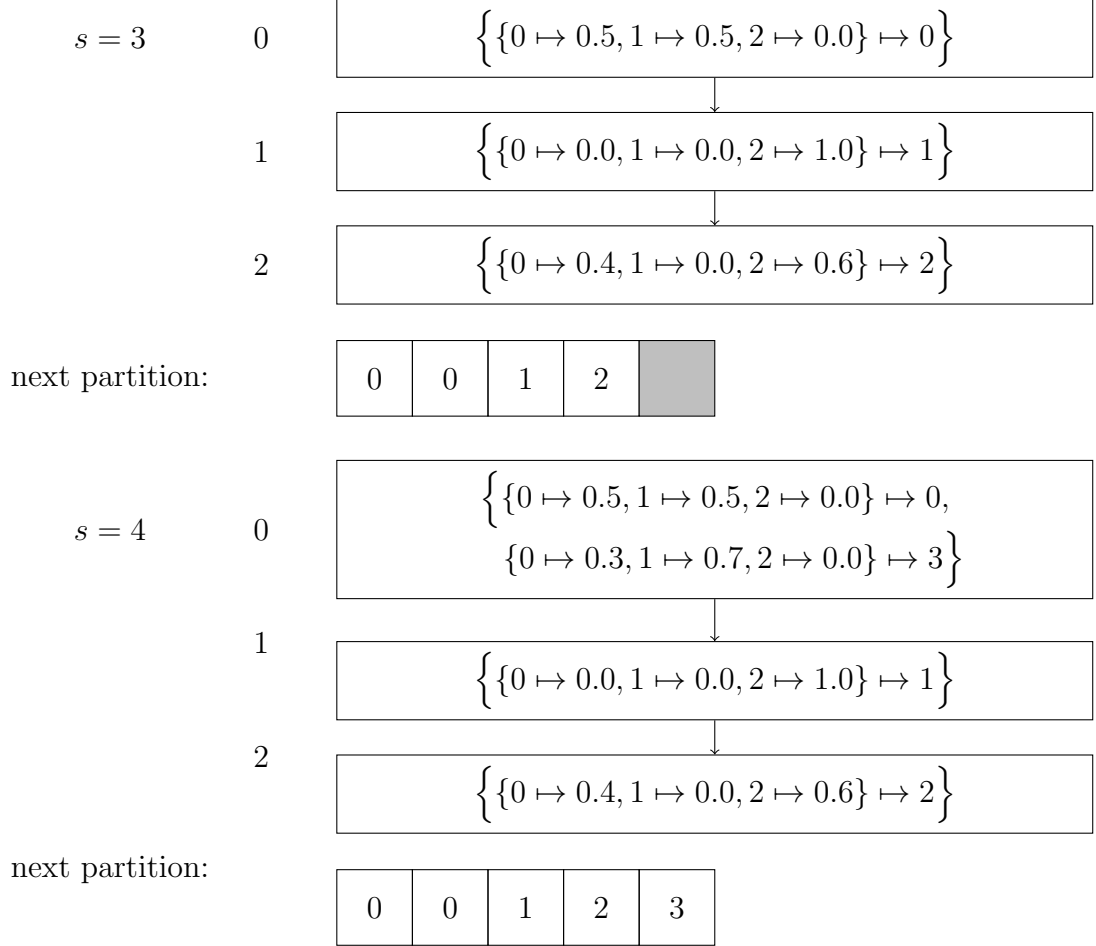 s = 3 0 {{0 ↦ 0.5, 1 ↦ 0.5, 2 ↦ 0.0} ↦ 0}
1 {{0 ↦ 0.0, 1 ↦ 0.0, 2 ↦ 1.0} ↦ 1}
2 {{0 ↦ 0.4, 1 ↦ 0.0, 2 ↦ 0.6} ↦ 2}
next partition: 0 0 1 2
s = 4 0 {{0 ↦ 0.5, 1 ↦ 0.5, 2 ↦ 0.0} ↦ 0,
{0 ↦ 0.3, 1 ↦ 0.7, 2 ↦ 0.0} ↦ 3}
1 {{0 ↦ 0.0, 1 ↦ 0.0, 2 ↦ 1.0} ↦ 1}
2 {{0 ↦ 0.4, 1 ↦ 0.0, 2 ↦ 0.6} ↦ 2}
next partition: 0 0 1 2 3